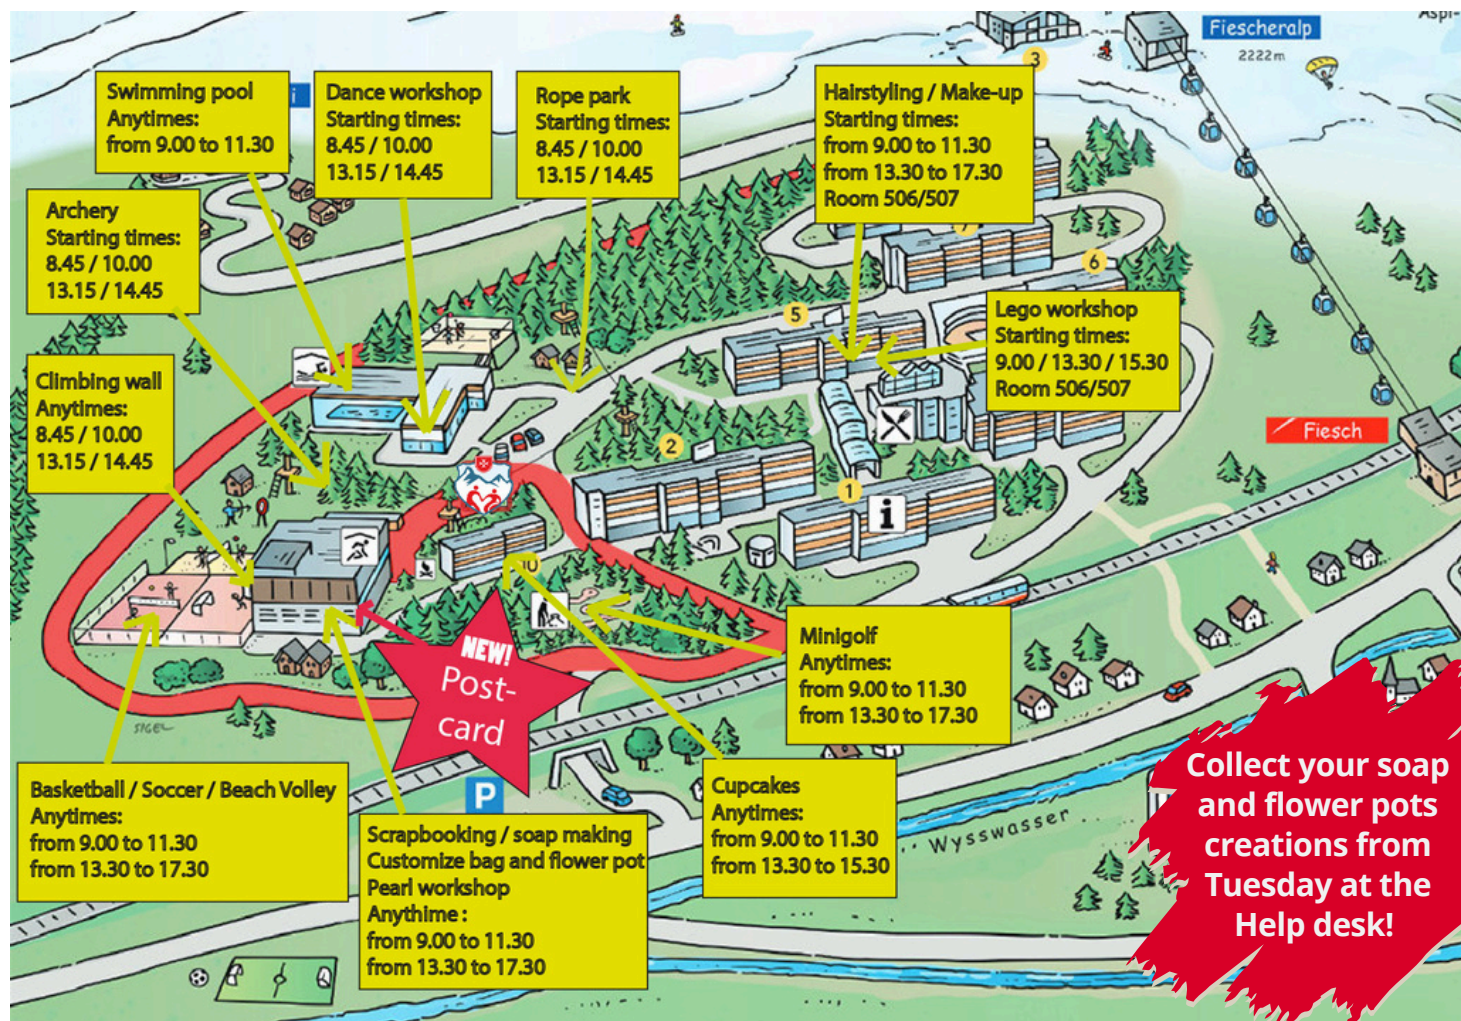 Aspi-
Fiescheralp
2222m
3
Swimming pool
Anytimes:
from 9.00 to 11.30
i
Dance workshop
Starting times:
8.45 / 10.00
13.15 / 14.45
Rope park
Starting times:
8.45 / 10.00
13.15 / 14.45
Hairstyling / Make-up
Starting times:
from 9.00 to 11.30
from 13.30 to 17.30
Room 506/507
Archery
Starting times:
8.45 / 10.00
13.15 / 14.45
7
6
5
Lego workshop
Starting times:
9.00 / 13.30 / 15.30
Room 506/507
Climbing wall
Anytimes:
8.45 / 10.00
13.15 / 14.45
Fiesch
2
1
i
10
NEW!
Post-
card
SIGEL
Minigolf
Anytimes:
from 9.00 to 11.30
from 13.30 to 17.30
P
Basketball / Soccer / Beach Volley
Anytimes:
from 9.00 to 11.30
from 13.30 to 17.30
Scrapbooking / soap making
Customize bag and flower pot
Pearl workshop
Anythime :
from 9.00 to 11.30
from 13.30 to 17.30
Cupcakes
Anytimes:
from 9.00 to 11.30
from 13.30 to 15.30
Wysswasser
Collect your soap
and flower pots
creations from
Tuesday at the
Help desk!